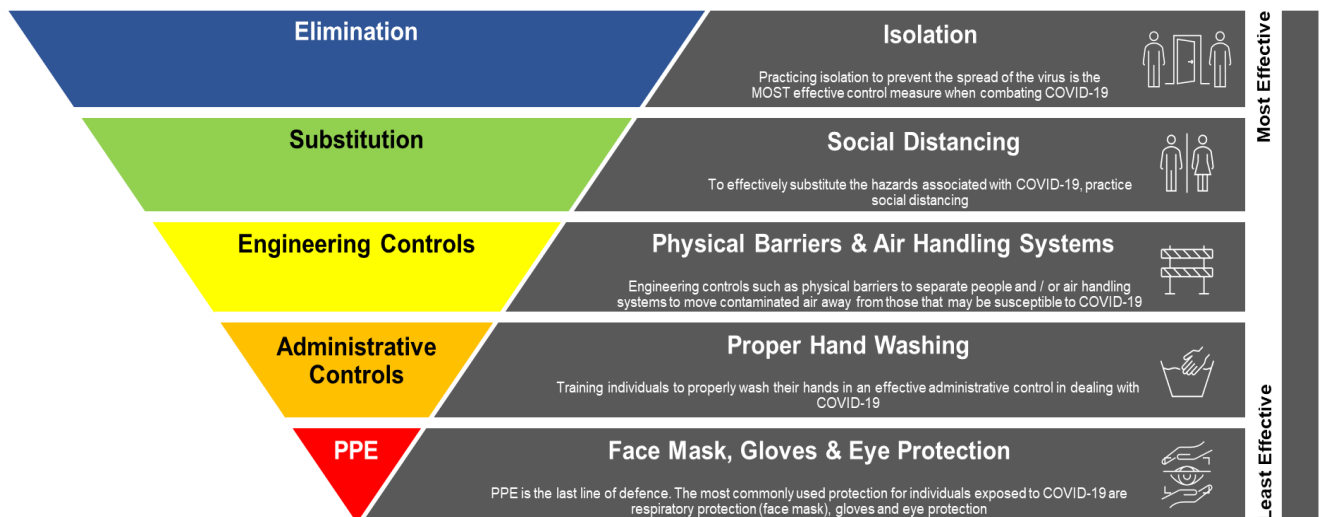 Elimination
Isolation
Practicing isolation to prevent the spread of the virus is the
MOST effective control measure when combating COVID-19
Most Effective
Substitution
Social Distancing
To effectively substitute the hazards associated with COVID-19, practice
social distancing
Engineering Controls
Physical Barriers & Air Handling Systems
Engineering controls such as physical barriers to separate people and / or air handling
systems to move contaminated air away from those that may be susceptible to COVID-19
Administrative
Controls
Proper Hand Washing
Training individuals to properly wash their hands in an effective administrative control in dealing with
COVID-19
PPE
Face Mask, Gloves & Eye Protection
PPE is the last line of defence. The most commonly used protection for individuals exposed to COVID-19 are
respiratory protection (face mask), gloves and eye protection
Least Effective